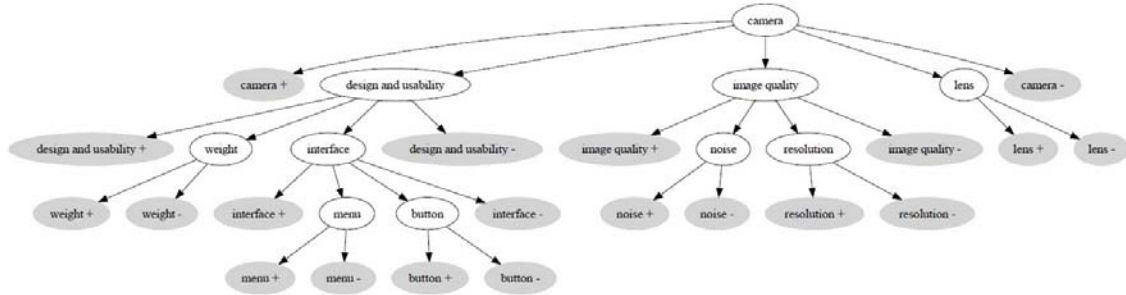 camera
camera +
design and usability
image quality
lens
camera -
design and usability +
weight
interface
design and usability -
image quality +
noise
resolution
image quality -
lens +
lens -
weight +
weight -
interface +
menu
button
interface -
noise +
noise -
resolution +
resolution -
menu +
menu -
button +
button -